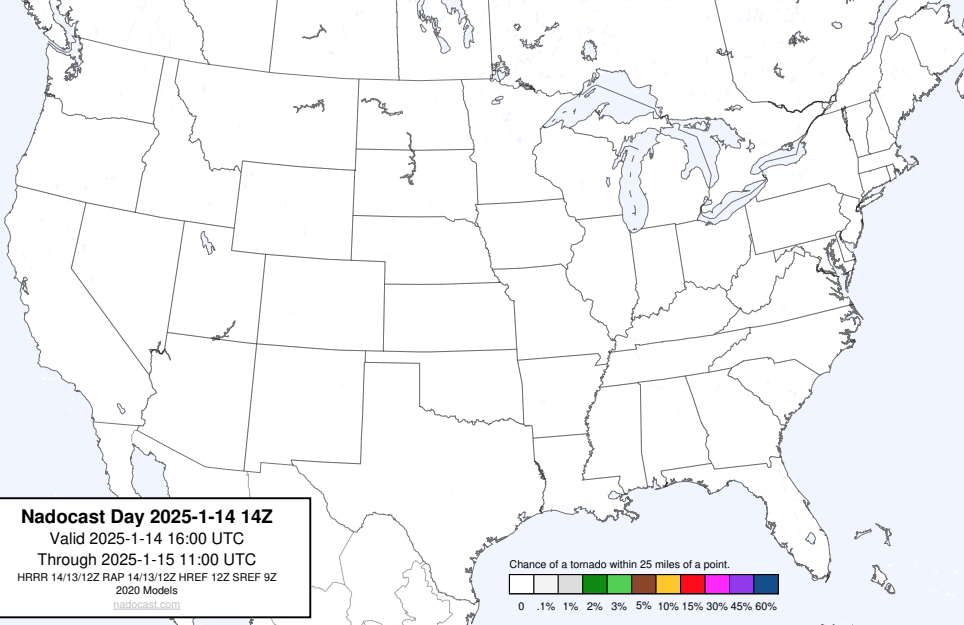 Nadocast Day 2025-1-14 14Z
Valid 2025-1-14 16:00 UTC
Through 2025-1-15 11:00 UTC
HRRR 14/13/12Z RAP 14/13/12Z HREF 12Z SREF 9Z
2020 Models
nadocast.com
Chance of a tornado within 25 miles of a point.
0 .1% 1% 2% 3% 5% 10% 15% 30% 45% 60%